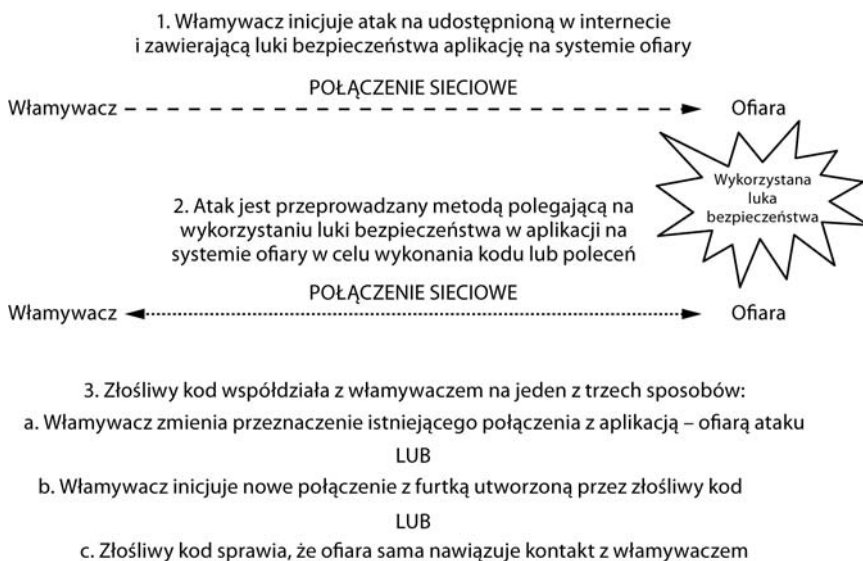 1. Włamywacz inicjuje atak na udostępnioną w internecie
i zawierającą luki bezpieczeństwa aplikację na systemie ofiary
POŁĄCZENIE SIECIOWE
Włamywacz
Ofiara
Wykorzystana
luka
bezpieczeństwa
2. Atak jest przeprowadzany metodą polegającą na
wykorzystaniu luki bezpieczeństwa w aplikacji na
systemie ofiary w celu wykonania kodu lub poleceń
POŁĄCZENIE SIECIOWE
Włamywacz
Ofiara
3. Złośliwy kod współdziała z włamywaczem na jeden z trzech sposobów:
a. Włamywacz zmienia przeznaczenie istniejącego połączenia z aplikacją – ofiarą ataku
LUB
b. Włamywacz inicjuje nowe połączenie z furtką utworzoną przez złośliwy kod
LUB
c. Złośliwy kod sprawia, że ofiara sama nawiązuje kontakt z włamywaczem